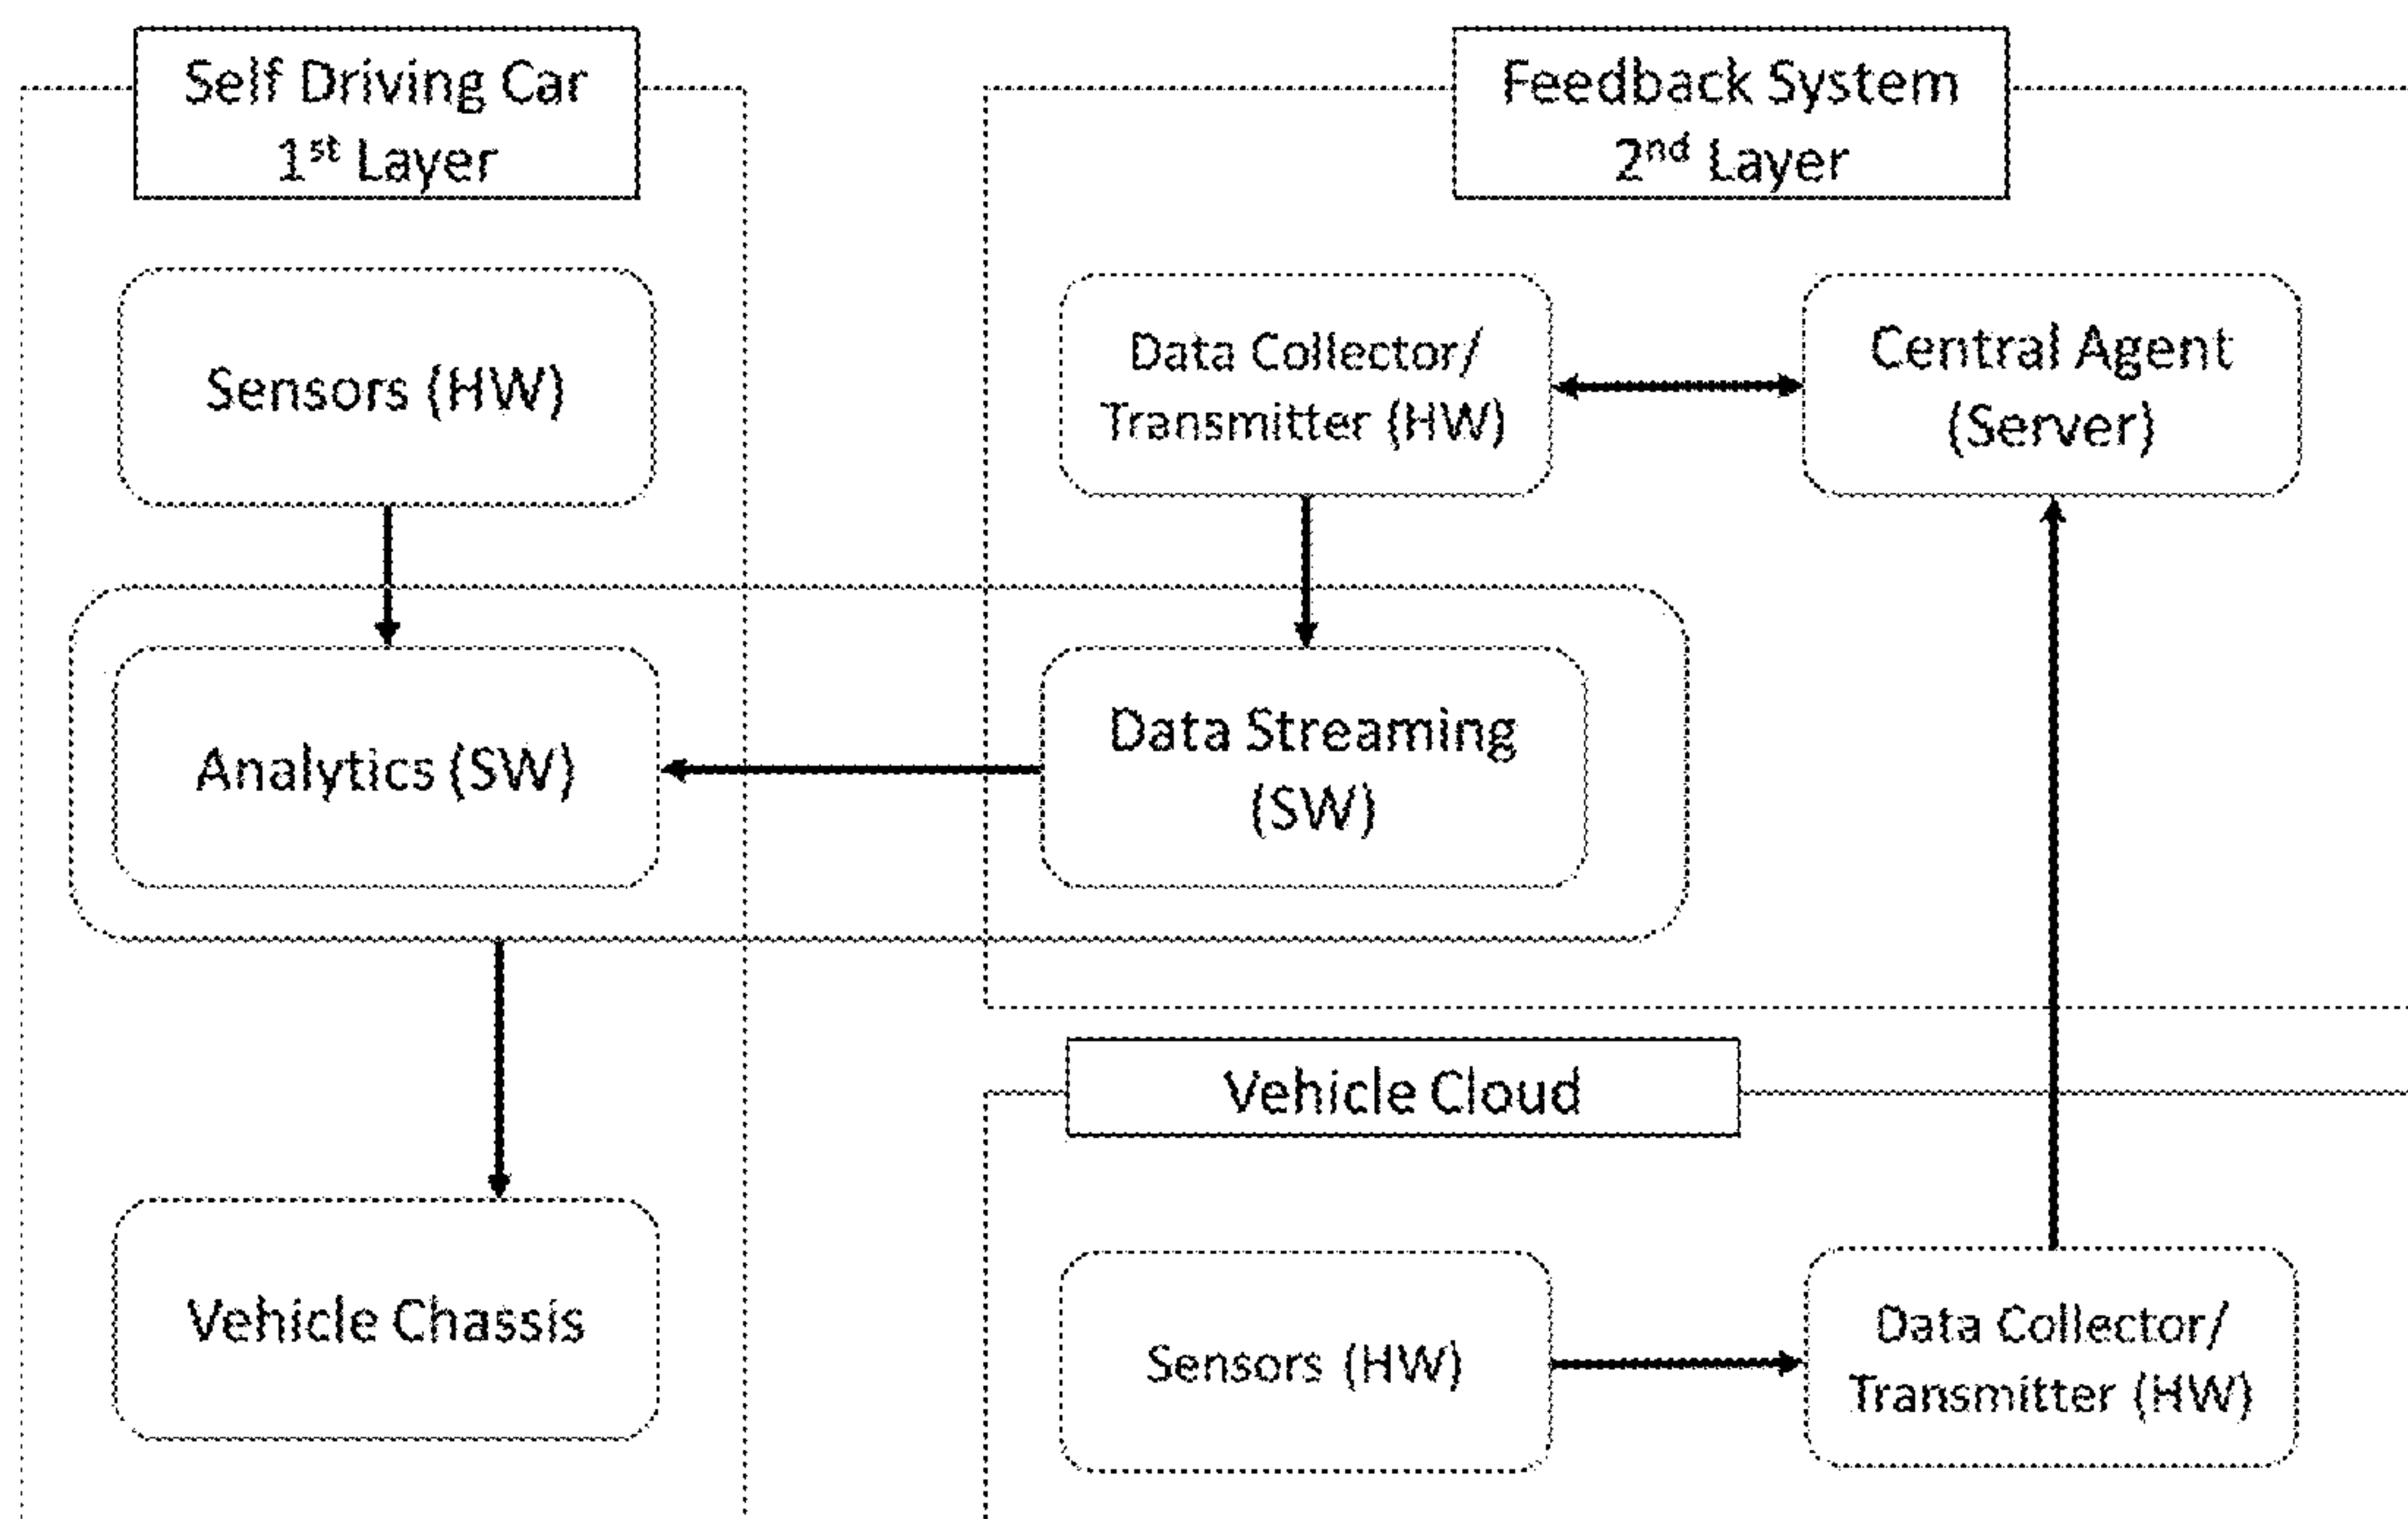 Self Driving Car
1st Layer
Feedback System
2nd Layer
Sensors (HW)
Data Collector/
Transmitter (HW)
Central Agent
(Server)
Analytics (SW)
Data Streaming
(SW)
Vehicle Cloud
Vehicle Chassis
Sensors (HW)
Data Collector/
Transmitter (HW)